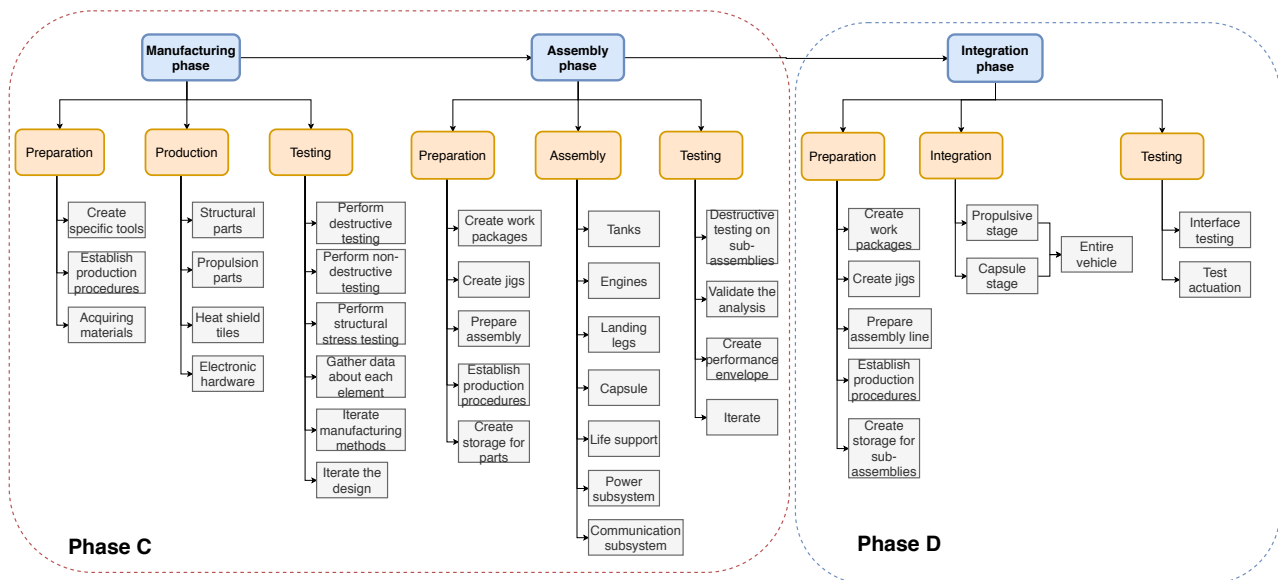 Manufacturing
phase
Assembly
phase
Integration
phase
Preparation
Production
Testing
Preparation
Assembly
Testing
Preparation
Integration
Testing
Create
specific tools
Establish
production
procedures
Acquiring
materials
Structural
parts
Propulsion
parts
Heat shield
tiles
Electronic
hardware
Perform
destructive
testing
Perform non-
destructive
testing
Perform
structural
stress testing
Gather data
about each
element
Iterate
manufacturing
methods
Iterate the
design
Create work
packages
Create jigs
Prepare
assembly
Establish
production
procedures
Create
storage for
parts
Tanks
Engines
Landing
legs
Capsule
Life support
Power
subsystem
Communication
subsystem
Destructive
testing on
sub-
assemblies
Validate the
analysis
Create
performance
envelope
Iterate
Create
work
packages
Create jigs
Prepare
assembly line
Establish
production
procedures
Create
storage for
sub-
assemblies
Propulsive
stage
Capsule
stage
Entire
vehicle
Interface
testing
Test
actuation
Phase C
Phase D